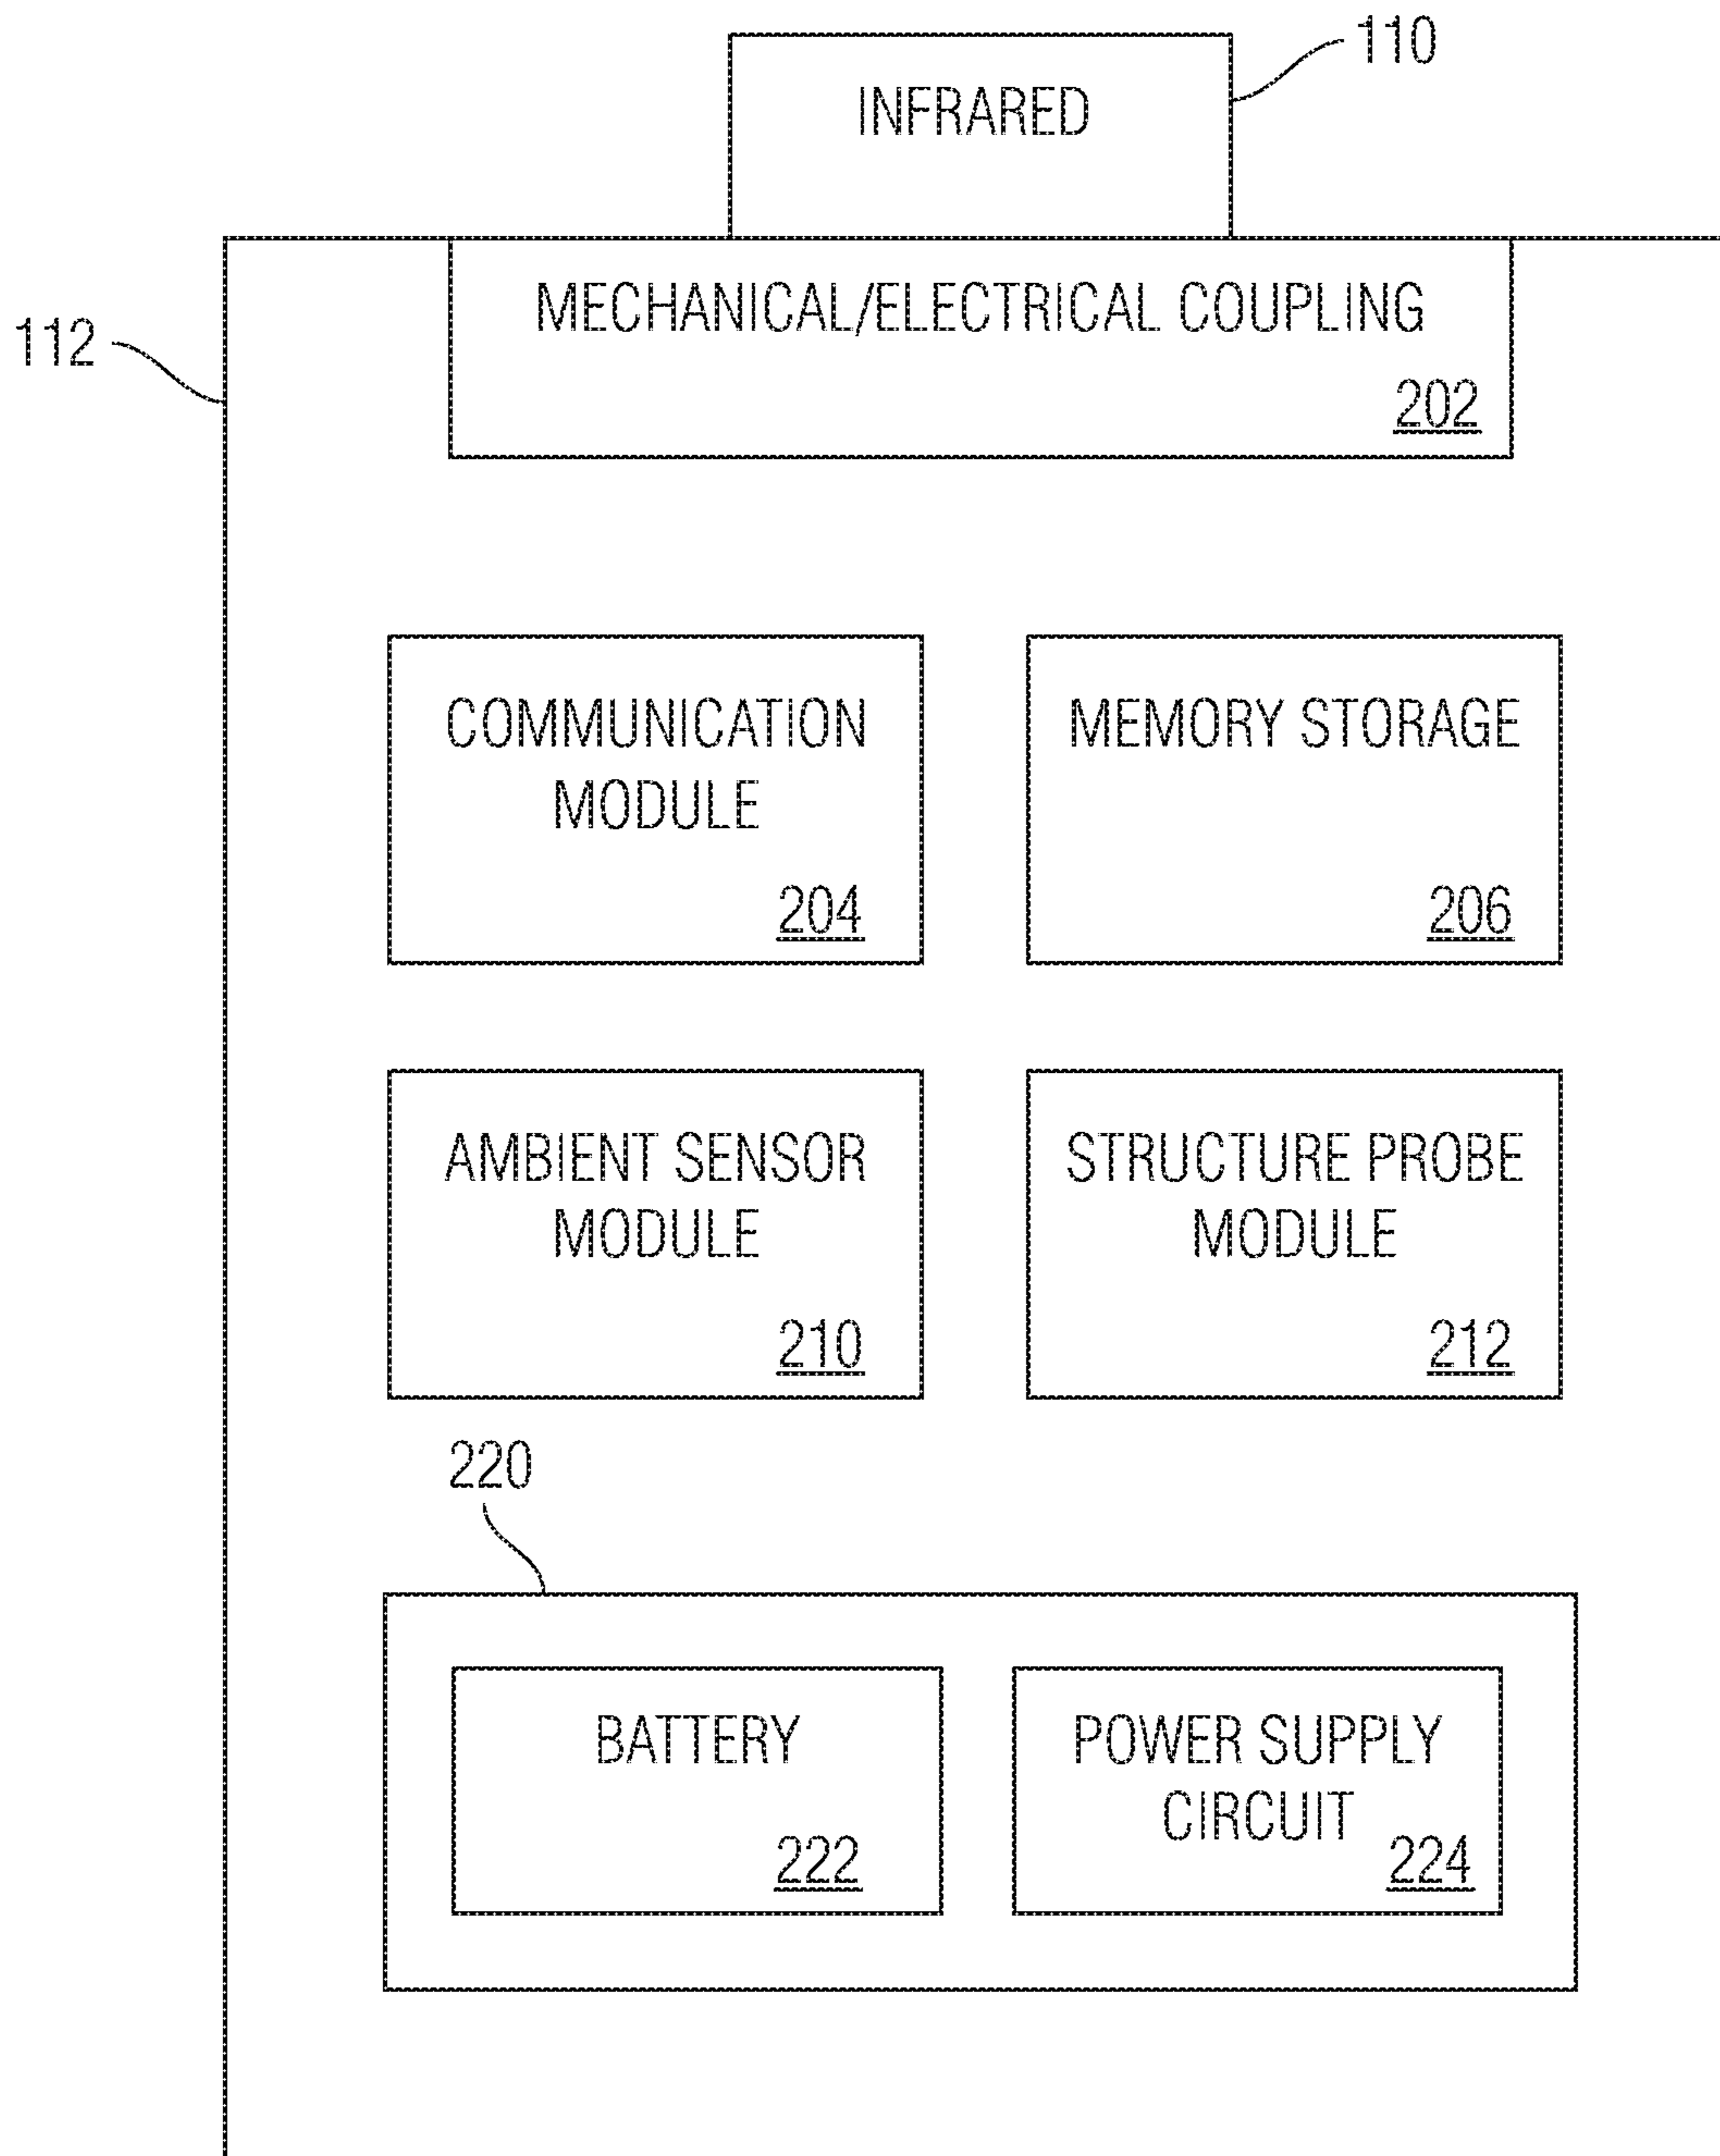 110
INFRARED
112
MECHANICAL/ELECTRICAL COUPLING
202
COMMUNICATION
MODULE
204
MEMORY STORAGE
206
AMBIENT SENSOR
MODULE
210
STRUCTURE PROBE
MODULE
212
220
BATTERY
222
POWER SUPPLY
CIRCUIT
224